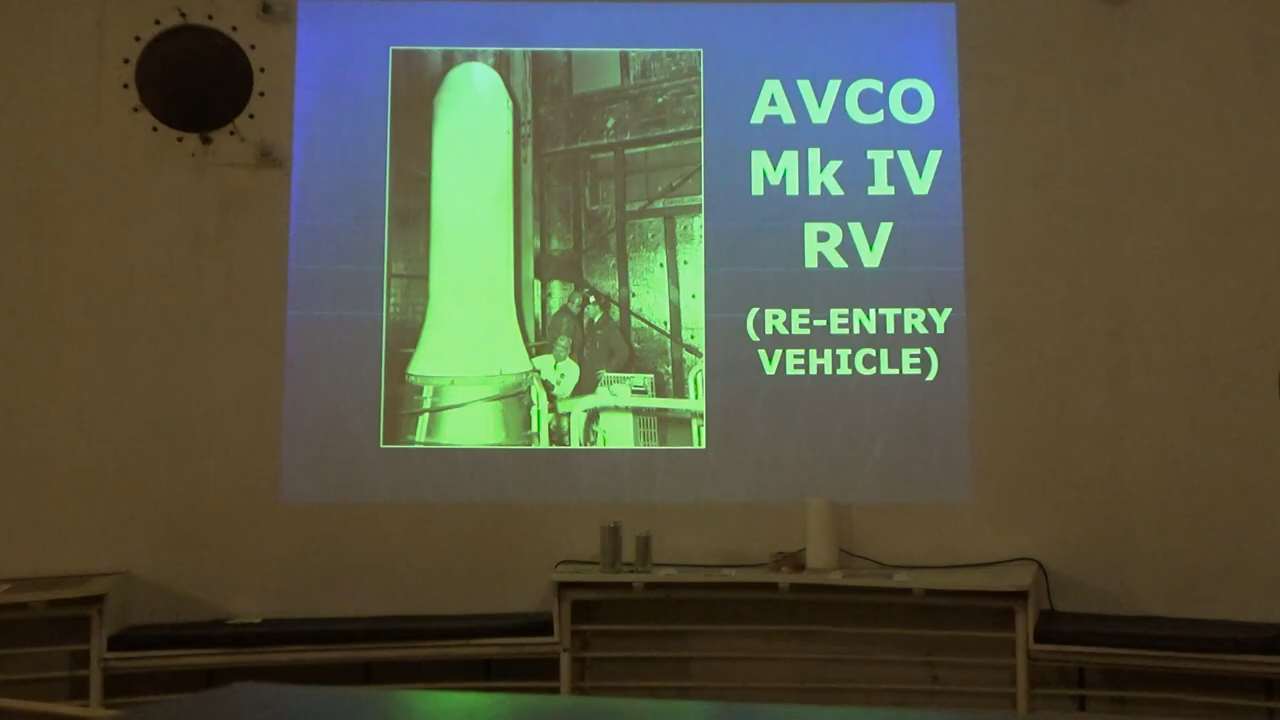 AVCO
Mk IV
RV
(RE-ENTRY
VEHICLE)